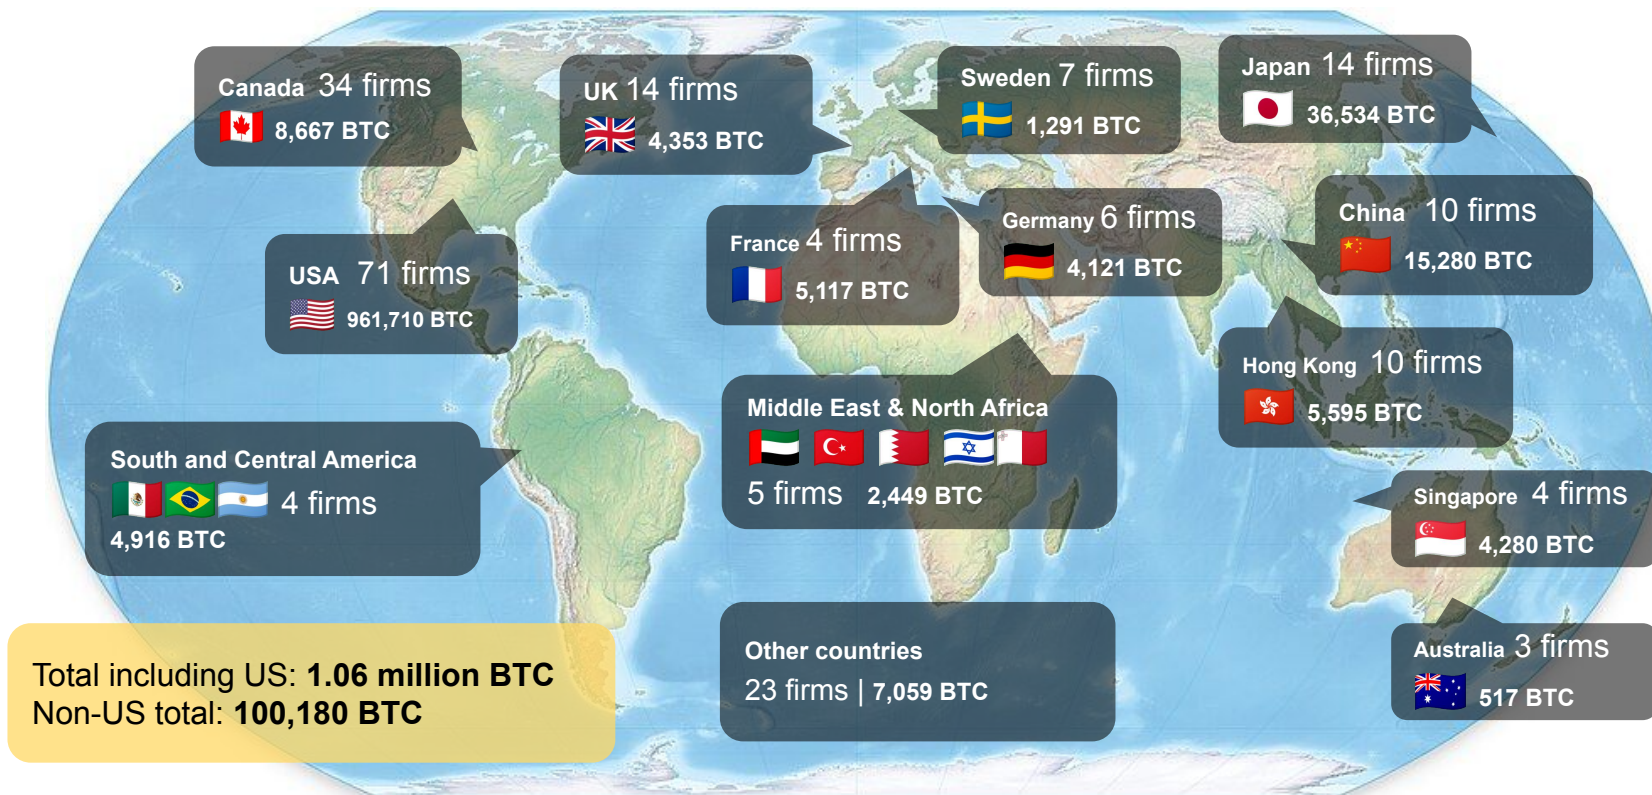 Canada 34 firms
8,667 BTC
UK 14 firms
4,353 BTC
Sweden 7 firms
1,291 BTC
Japan 14 firms
36,534 BTC
USA 71 firms
961,710 BTC
France 4 firms
5,117 BTC
Germany 6 firms
4,121 BTC
China 10 firms
15,280 BTC
Hong Kong 10 firms
5,595 BTC
Middle East & North Africa
5 firms 2,449 BTC
South and Central America
4 firms
4,916 BTC
Singapore 4 firms
4,280 BTC
Other countries
23 firms | 7,059 BTC
Australia 3 firms
517 BTC
Total including US: 1.06 million BTC
Non-US total: 100,180 BTC